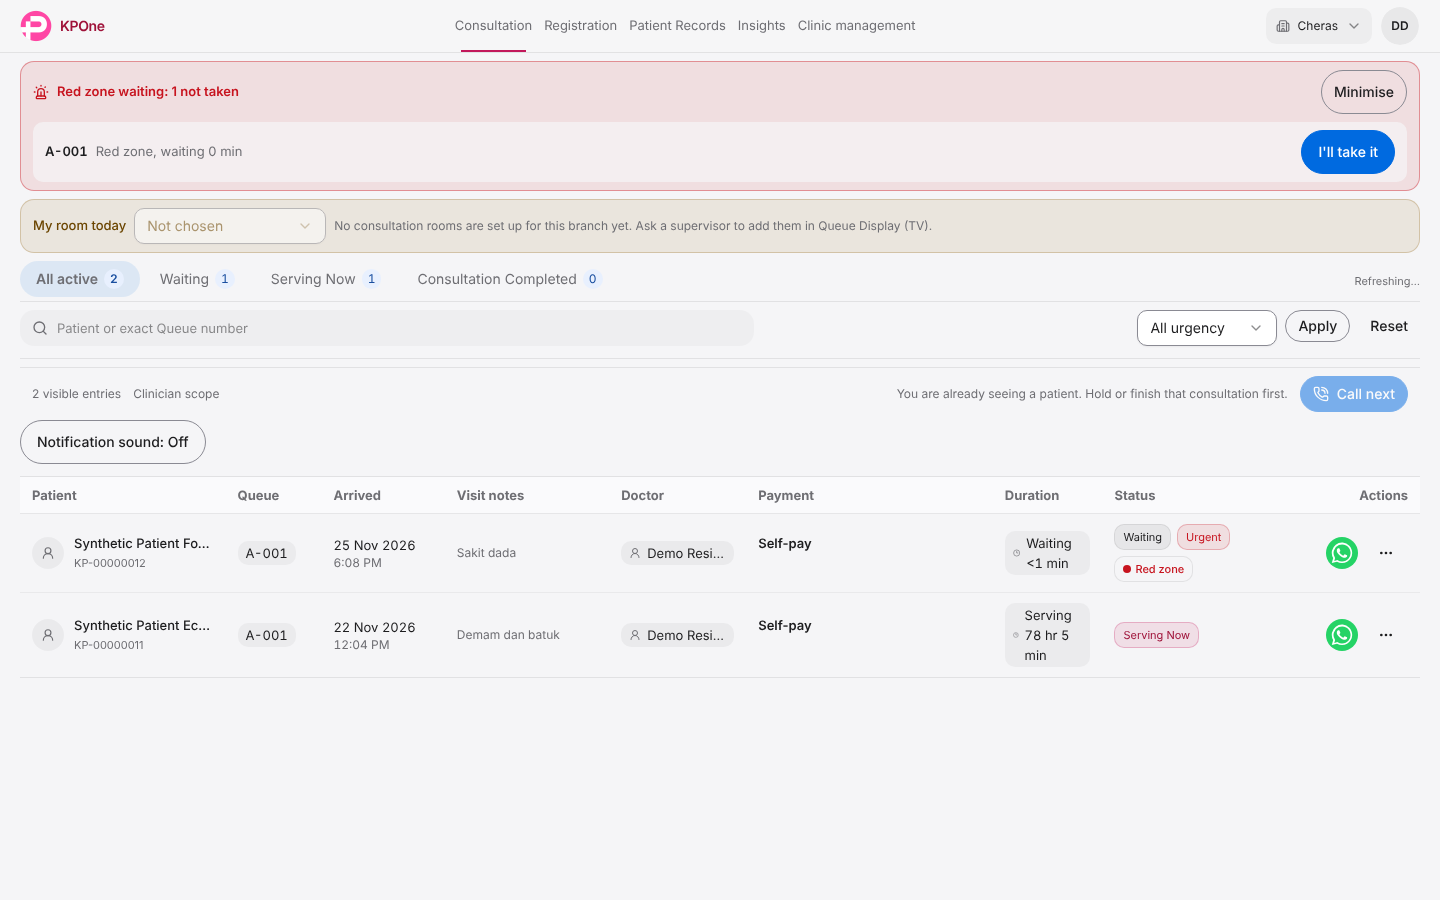 KPOne
Consultation Registration Patient Records Insights Clinic management
Cheras
DD
Red zone waiting: 1 not taken
Minimise
A-001 Red zone, waiting 0 min
I'll take it
My room today Not chosen No consultation rooms are set up for this branch yet. Ask a supervisor to add them in Queue Display (TV).
All active 2 Waiting 1 Serving Now 1 Consultation Completed 0
Refreshing...
Patient or exact Queue number
All urgency Apply Reset
2 visible entries Clinician scope
You are already seeing a patient. Hold or finish that consultation first. Call next
Notification sound: Off
Patient Queue Arrived Visit notes Doctor Payment Duration Status Actions
Synthetic Patient Fo...
KP-00000012
A-001
25 Nov 2026
6:08 PM
Sakit dada
Demo Resi...
Self-pay
Waiting
<1 min
Waiting Urgent
Red zone
Synthetic Patient Ec...
KP-00000011
A-001
22 Nov 2026
12:04 PM
Demam dan batuk
Demo Resi...
Self-pay
Serving
78 hr 5
min
Serving Now